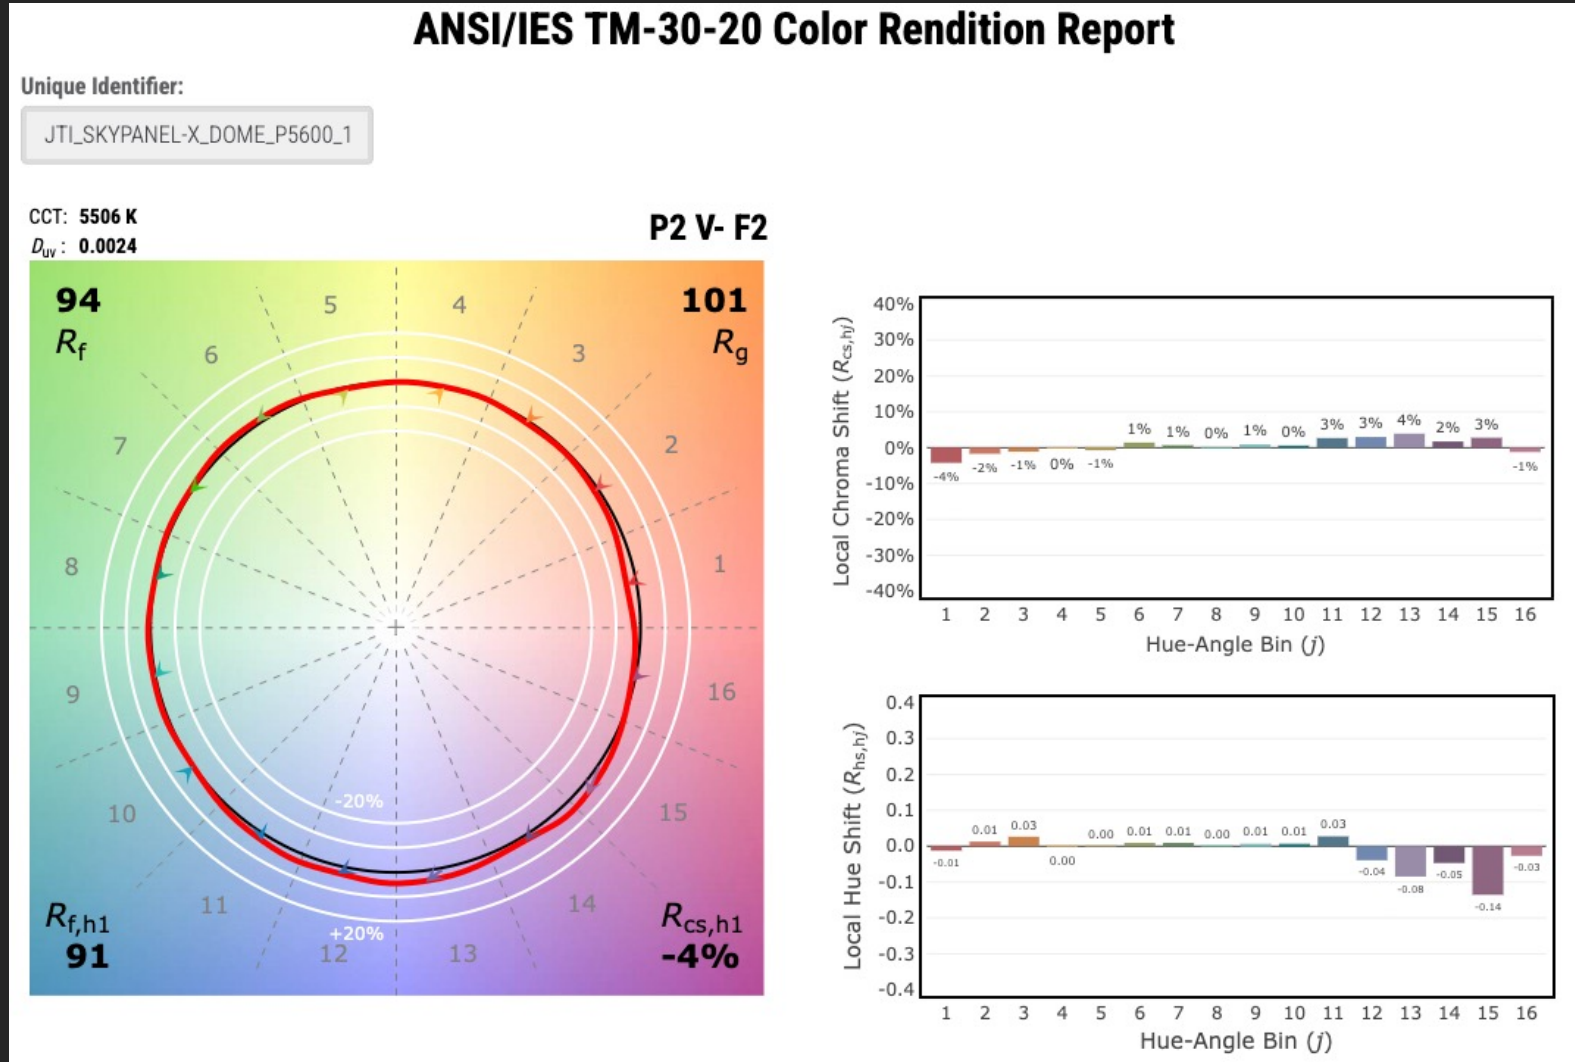 ANSI/IES TM-30-20 Color Rendition Report
Unique Identifier:
JTI_SKYPANEL-X_DOME_P5600_1
CCT: 5506 K
Duv: 0.0024
P2 V- F2
94
Rf
101
Rg
5
4
6
3
7
2
8
1
9
16
10
15
11
14
12
13
-20%
+20%
Rf,h1
91
Rcs,h1
-4%
Local Chroma Shift (Rcs,hj)
40%
30%
20%
10%
0%
-10%
-20%
-30%
-40%
-4% -2% -1% 0% -1% 1% 1% 0% 1% 0% 3% 3% 4% 2% 3% -1%
1 2 3 4 5 6 7 8 9 10 11 12 13 14 15 16
Hue-Angle Bin (j)
Local Hue Shift (Rhs,hj)
0.4
0.3
0.2
0.1
0.0
-0.1
-0.2
-0.3
-0.4
-0.01 0.01 0.03 0.00 0.00 0.01 0.01 0.00 0.01 0.01 0.03 -0.04 -0.08 -0.05 -0.14 -0.03
1 2 3 4 5 6 7 8 9 10 11 12 13 14 15 16
Hue-Angle Bin (j)